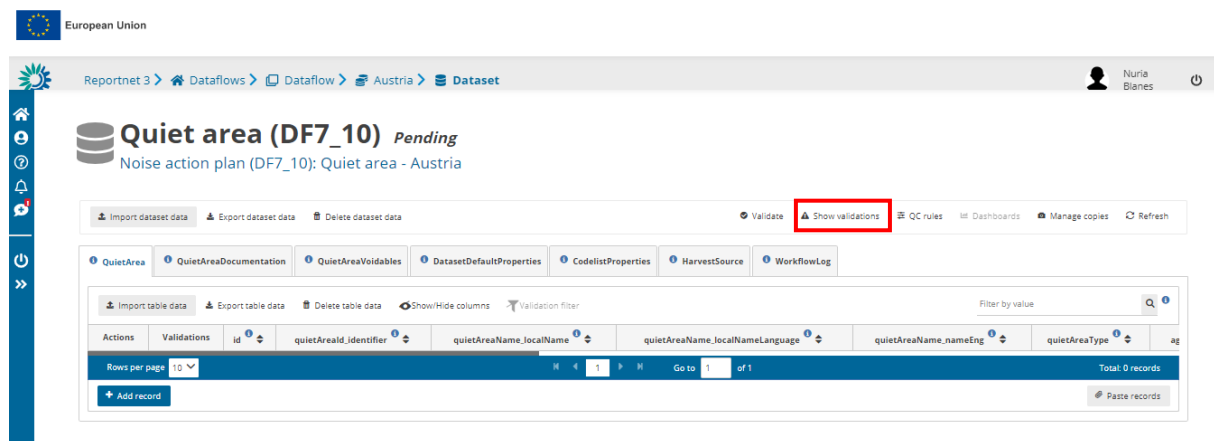 European Union
Reportnet 3 Dataflows Dataflow Austria Dataset
Nuria
Blanes
Quiet area (DF7_10) Pending
Noise action plan (DF7_10): Quiet area - Austria
Import dataset data Export dataset data Delete dataset data Validate Show validations QC rules Dashboards Manage copies Refresh
QuietArea QuietAreaDocumentation QuietAreaVoidables DatasetDefaultProperties CodelistProperties HarvestSource WorkflowLog
Import table data Export table data Delete table data Show/Hide columns Validation filter Filter by value
Actions Validations id quietAreaId_identifier quietAreaName_localName quietAreaName_localNameLanguage quietAreaName_nameEng quietAreaType ag
Rows per page 10 1 Go to 1 of 1 Total: 0 records
+ Add record Paste records